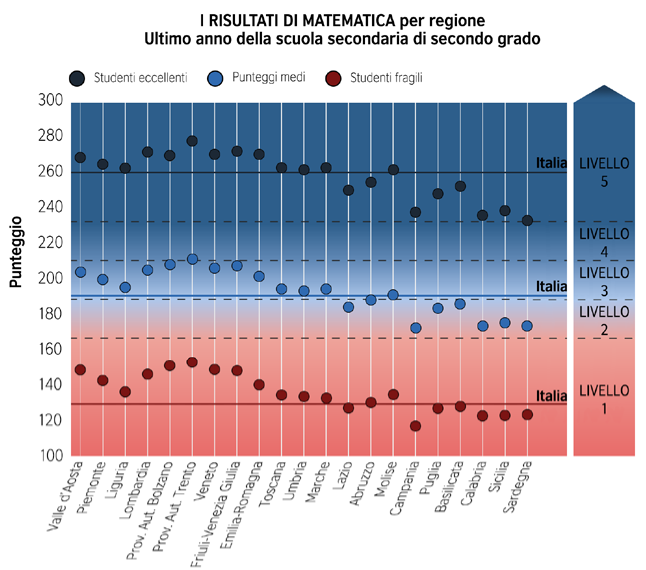 I RISULTATI DI MATEMATICA per regione
Ultimo anno della scuola secondaria di secondo grado
Studenti eccellenti
Punteggi medi
Studenti fragili
Punteggio
300
280
260
240
220
200
180
160
140
120
100
Italia
Italia
Italia
LIVELLO
5
LIVELLO
4
LIVELLO
3
LIVELLO
2
LIVELLO
1
Valle d'Aosta
Piemonte
Liguria
Lombardia
Prov. Aut. Bolzano
Prov. Aut. Trento
Veneto
Friuli-Venezia Giulia
Emilia-Romagna
Toscana
Umbria
Marche
Lazio
Abruzzo
Molise
Campania
Puglia
Basilicata
Calabria
Sicilia
Sardegna